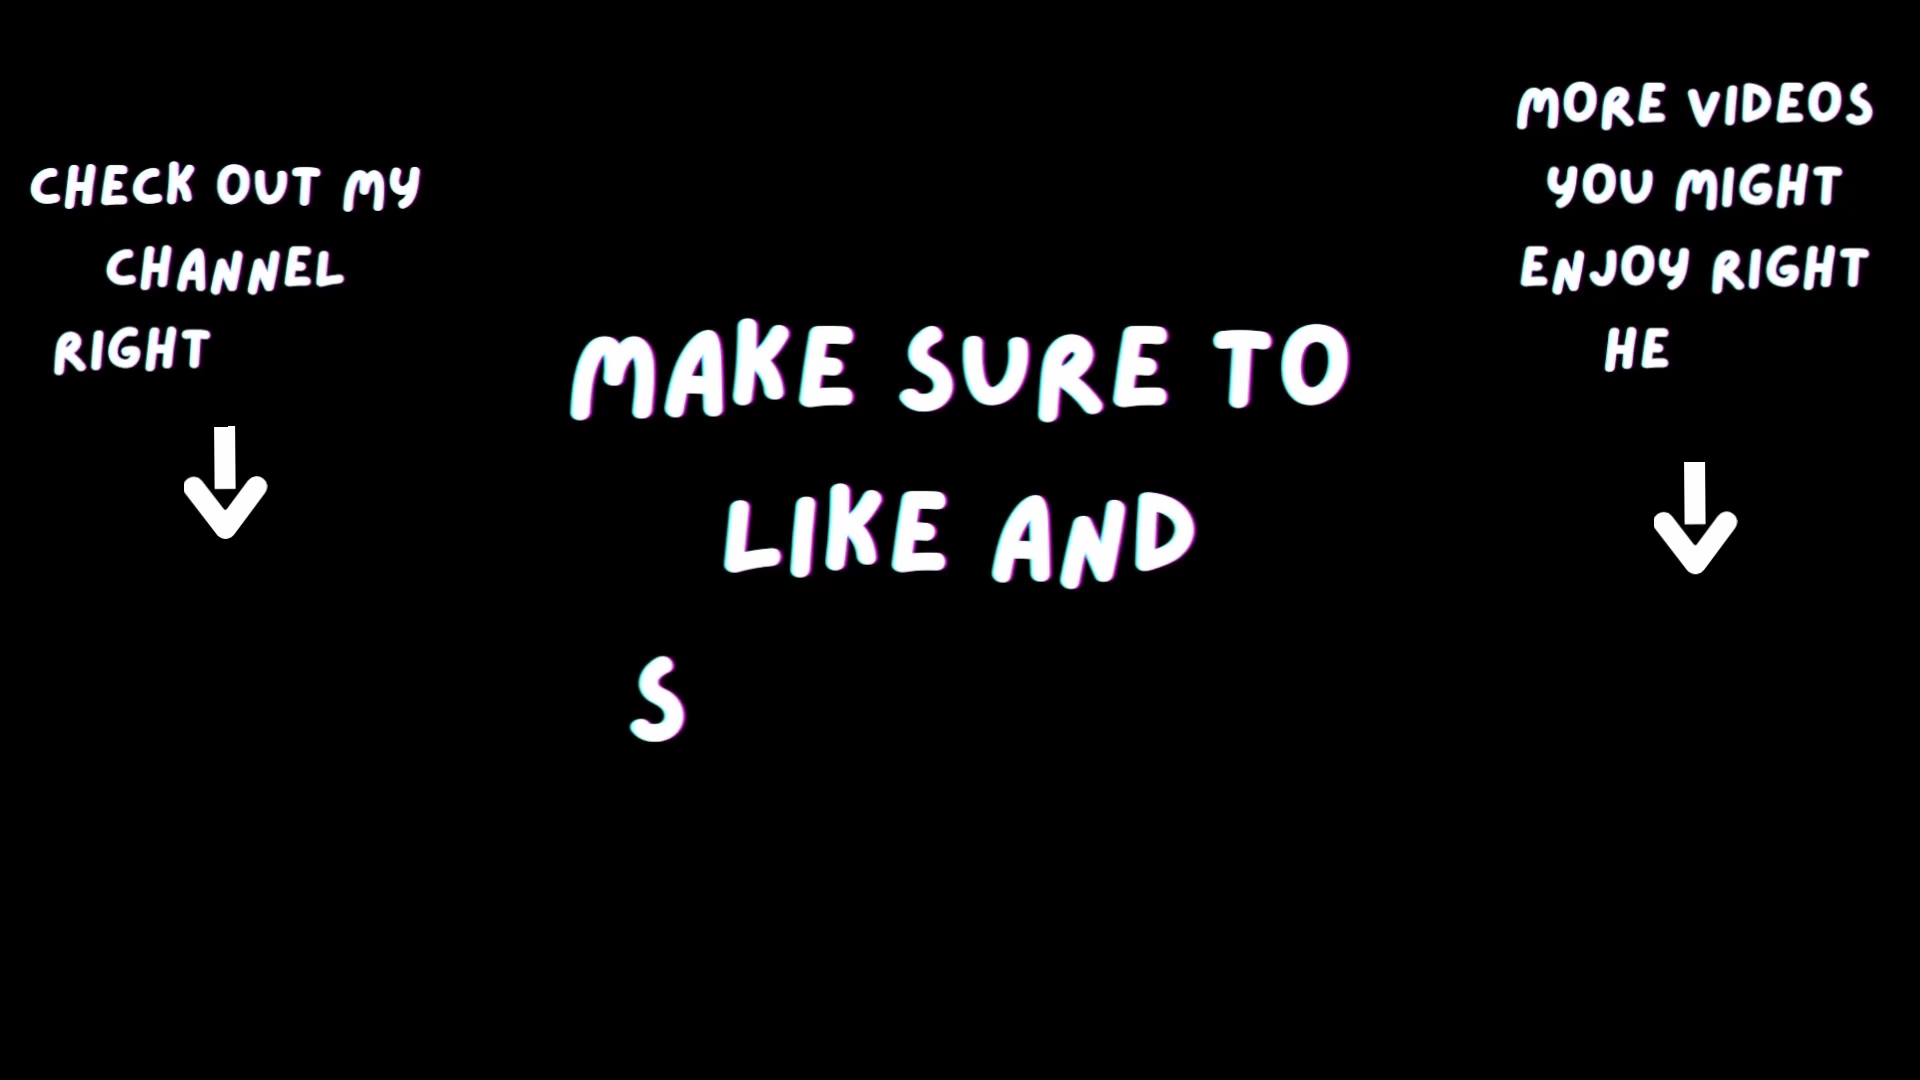 CHECK OUT MY
CHANNEL
RIGHT
MAKE SURE TO
LIKE AND
S
MORE VIDEOS
YOU MIGHT
ENJOY RIGHT
HE